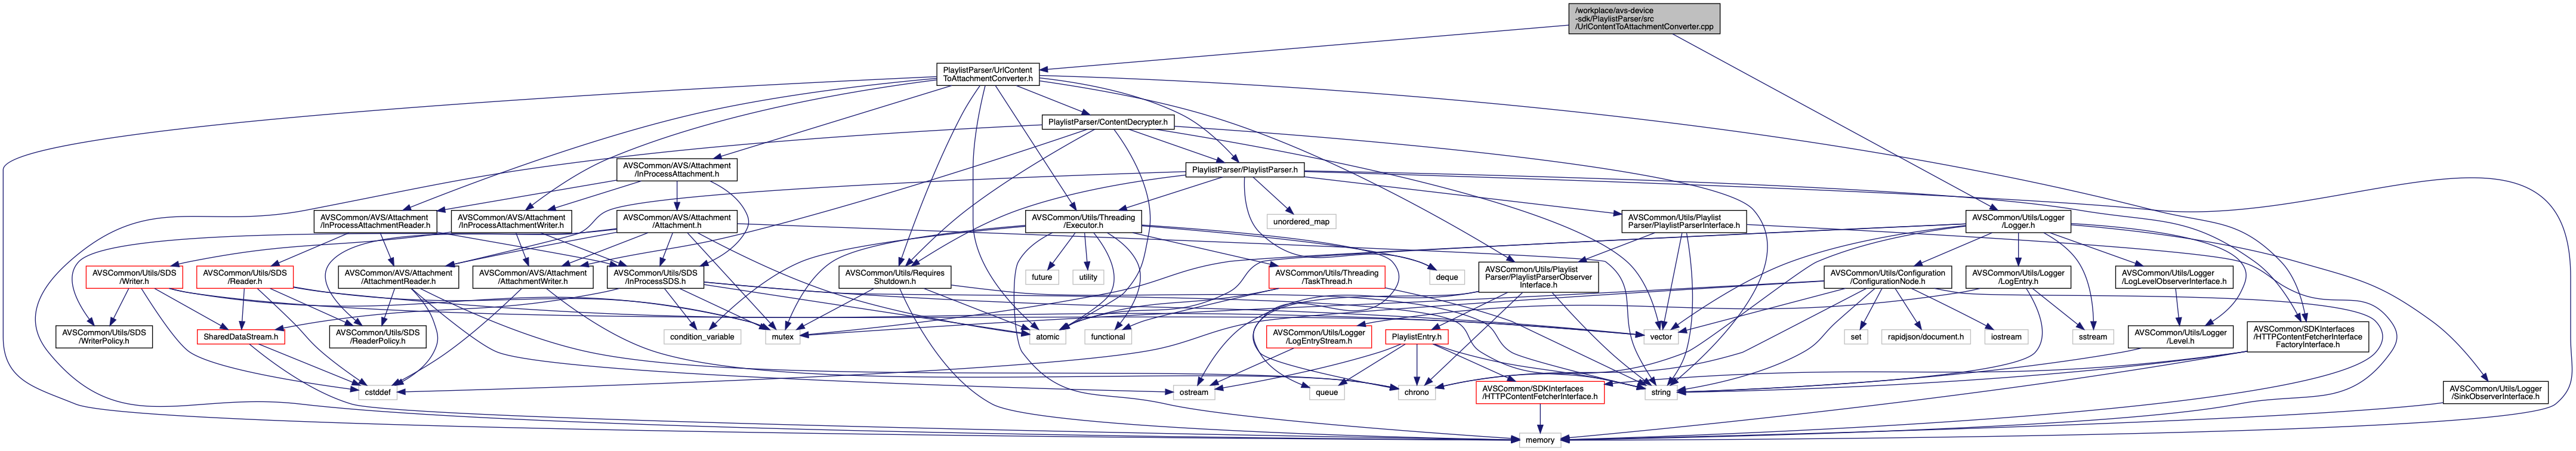 /workplace/avs-device
-sdk/PlaylistParser/src
/UrlContentToAttachmentConverter.cpp
PlaylistParser/UrlContent
ToAttachmentConverter.h
PlaylistParser/ContentDecrypter.h
AVSCommon/AVS/Attachment
/InProcessAttachment.h
PlaylistParser/PlaylistParser.h
AVSCommon/AVS/Attachment
/InProcessAttachmentReader.h
AVSCommon/AVS/Attachment
/InProcessAttachmentWriter.h
AVSCommon/AVS/Attachment
/Attachment.h
AVSCommon/Utils/Threading
/Executor.h
unordered_map
AVSCommon/Utils/Playlist
Parser/PlaylistParserInterface.h
AVSCommon/Utils/Logger
/Logger.h
AVSCommon/Utils/SDS
/Writer.h
AVSCommon/Utils/SDS
/Reader.h
AVSCommon/AVS/Attachment
/AttachmentReader.h
AVSCommon/AVS/Attachment
/AttachmentWriter.h
AVSCommon/Utils/SDS
/InProcessSDS.h
AVSCommon/Utils/Requires
Shutdown.h
future
utility
AVSCommon/Utils/Threading
/TaskThread.h
deque
AVSCommon/Utils/Playlist
Parser/PlaylistParserObserver
Interface.h
AVSCommon/Utils/Configuration
/ConfigurationNode.h
AVSCommon/Utils/Logger
/LogEntry.h
AVSCommon/Utils/Logger
/LogLevelObserverInterface.h
AVSCommon/Utils/SDS
/WriterPolicy.h
SharedDataStream.h
AVSCommon/Utils/SDS
/ReaderPolicy.h
condition_variable
mutex
atomic
functional
AVSCommon/Utils/Logger
/LogEntryStream.h
PlaylistEntry.h
vector
set
rapidjson/document.h
iostream
sstream
AVSCommon/Utils/Logger
/Level.h
AVSCommon/SDKInterfaces
/HTTPContentFetcherInterface
FactoryInterface.h
cstddef
ostream
queue
chrono
AVSCommon/SDKInterfaces
/HTTPContentFetcherInterface.h
string
AVSCommon/Utils/Logger
/SinkObserverInterface.h
memory